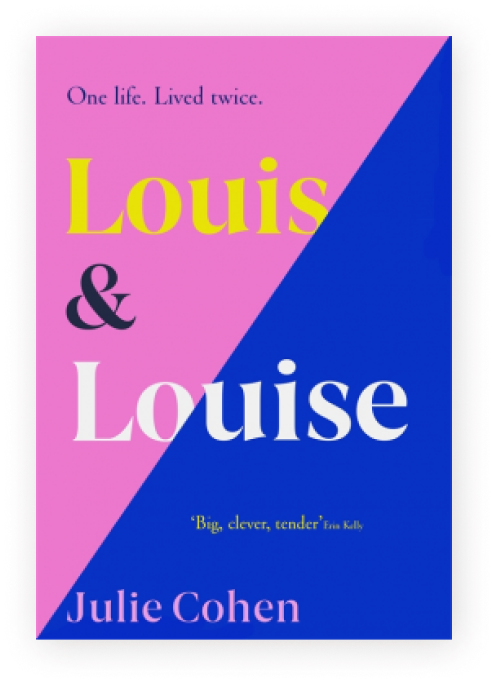 One life. Lived twice.
Louis
&
Louise
‘Big, clever, tender’ Erin Kelly
Julie Cohen